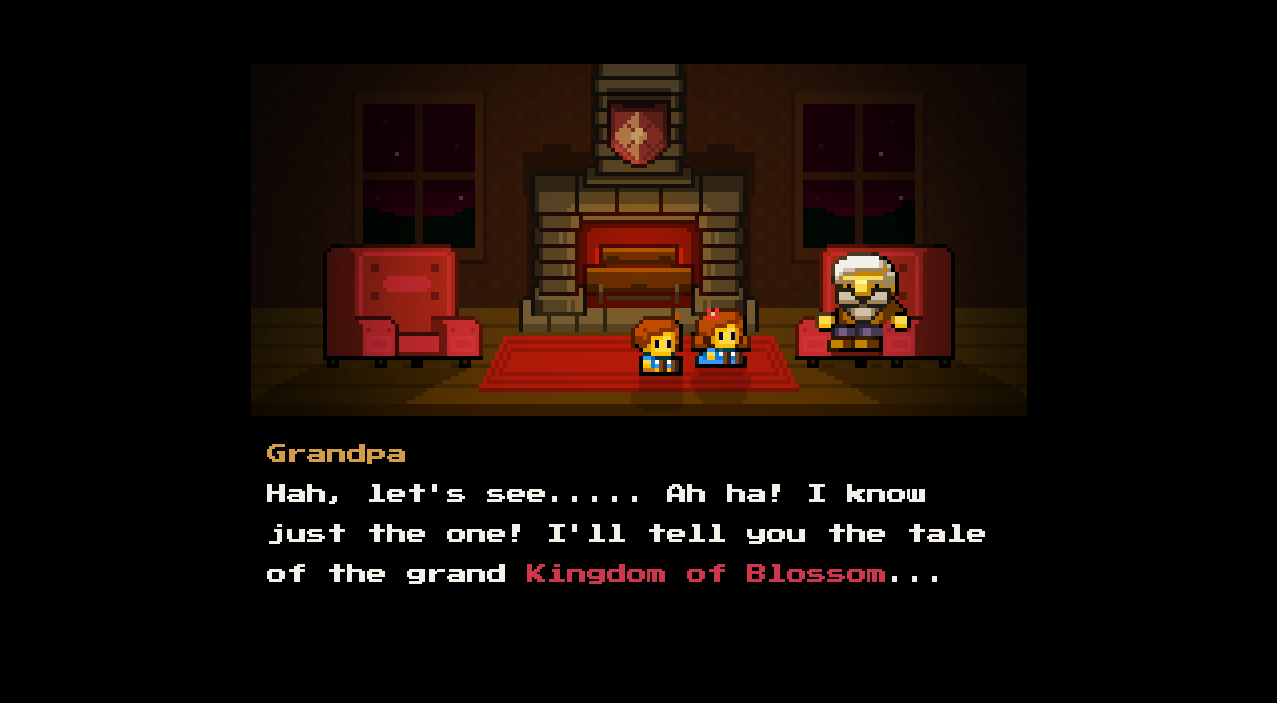 Grandpa
Hah, let's see..... Ah ha! I know
just the one! I'll tell you the tale
of the grand Kingdom of Blossom...